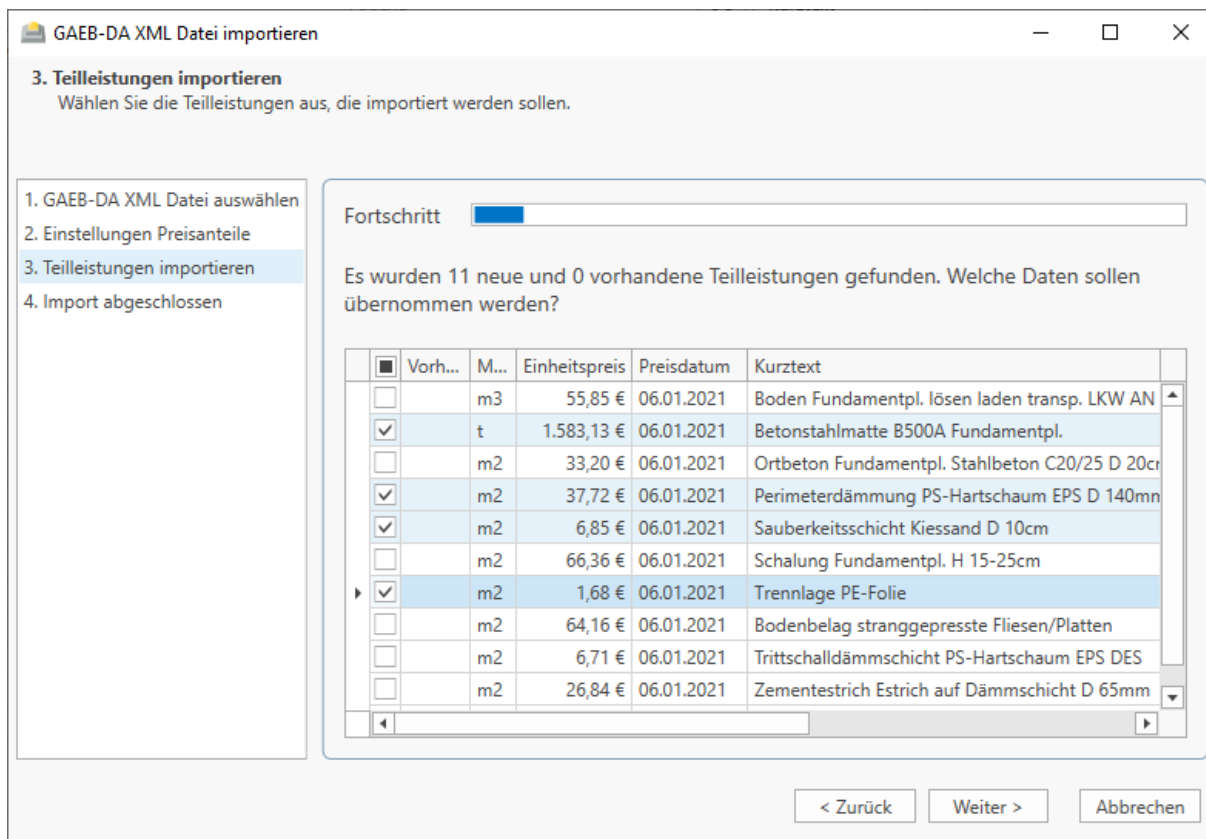 GAEB-DA XML Datei importieren
3. Teilleistungen importieren
Wählen Sie die Teilleistungen aus, die importiert werden sollen.
1. GAEB-DA XML Datei auswählen
2. Einstellungen Preisanteile
3. Teilleistungen importieren
4. Import abgeschlossen
Fortschritt
Es wurden 11 neue und 0 vorhandene Teilleistungen gefunden. Welche Daten sollen
übernommen werden?
Vorh... M... Einheitspreis Preisdatum Kurztext
m3 55,85 € 06.01.2021 Boden Fundamentpl. lösen laden transp. LKW AN
t 1.583,13 € 06.01.2021 Betonstahlmatte B500A Fundamentpl.
m2 33,20 € 06.01.2021 Ortbeton Fundamentpl. Stahlbeton C20/25 D 20cm
m2 37,72 € 06.01.2021 Perimeterdämmung PS-Hartschaum EPS D 140mm
m2 6,85 € 06.01.2021 Sauberkeitsschicht Kiessand D 10cm
m2 66,36 € 06.01.2021 Schalung Fundamentpl. H 15-25cm
m2 1,68 € 06.01.2021 Trennlage PE-Folie
m2 64,16 € 06.01.2021 Bodenbelag stranggepresste Fliesen/Platten
m2 6,71 € 06.01.2021 Trittschalldämmschicht PS-Hartschaum EPS DES
m2 26,84 € 06.01.2021 Zementestrich Estrich auf Dämmschicht D 65mm
< Zurück Weiter > Abbrechen